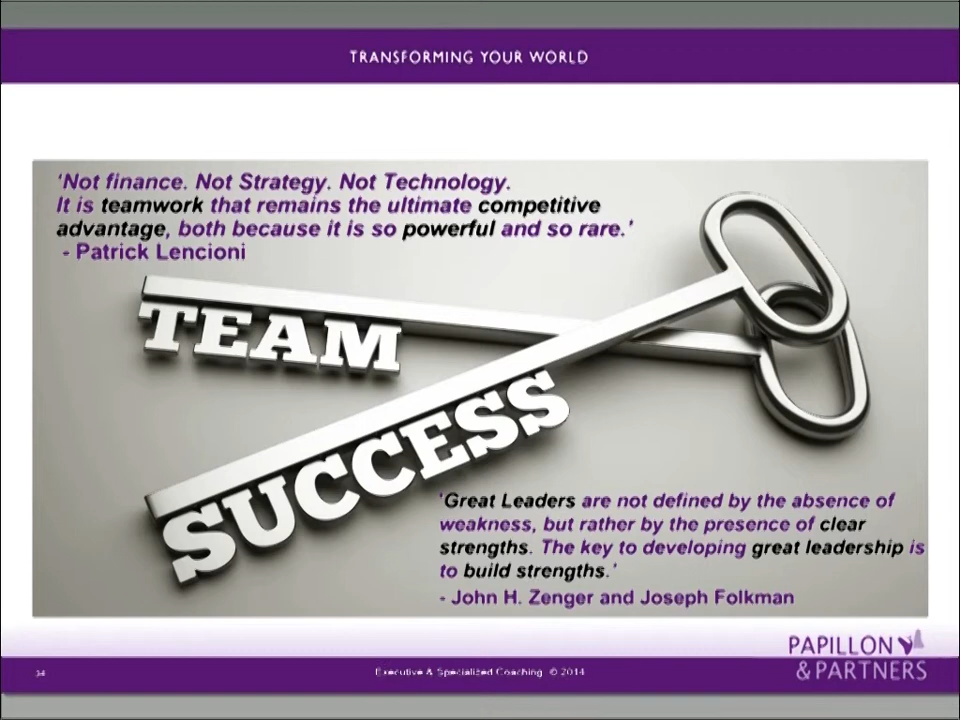 TRANSFORMING YOUR WORLD
'Not finance. Not Strategy. Not Technology.
It is teamwork that remains the ultimate competitive
advantage, both because it is so powerful and so rare.'
- Patrick Lencioni
TEAM
SUCCESS
'Great Leaders are not defined by the absence of
weakness, but rather by the presence of clear
strengths. The key to developing great leadership is
to build strengths.'
- John H. Zenger and Joseph Folkman
PAPILLON
& PARTNERS
34
Executive & Specialized Coaching © 2014